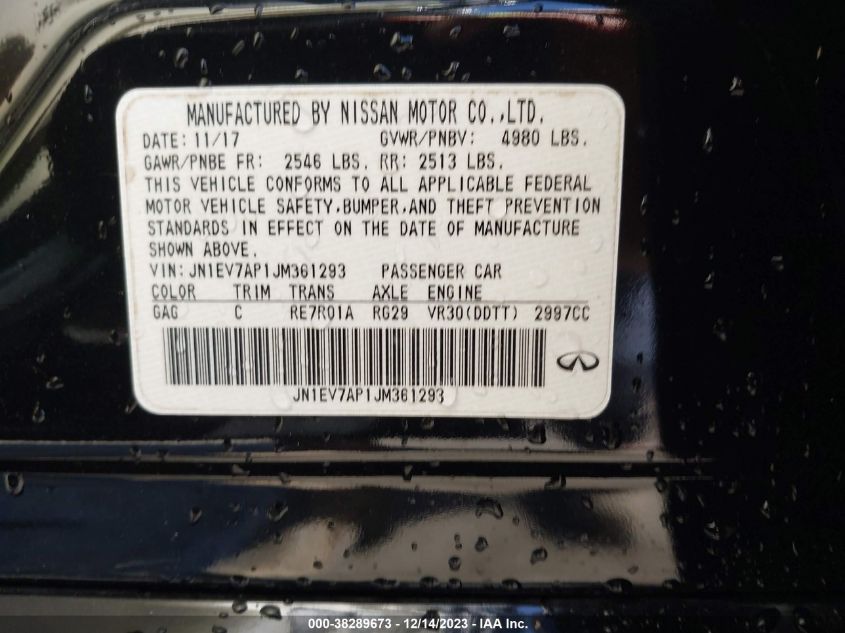 MANUFACTURED BY NISSAN MOTOR CO.,LTD.
DATE: 11/17 GVWR/PNBV: 4980 LBS.
GAWR/PNBE FR: 2546 LBS. RR: 2513 LBS.
THIS VEHICLE CONFORMS TO ALL APPLICABLE FEDERAL
MOTOR VEHICLE SAFETY,BUMPER,AND THEFT PREVENTION
STANDARDS IN EFFECT ON THE DATE OF MANUFACTURE
SHOWN ABOVE.
VIN: JN1EV7AP1JM361293 PASSENGER CAR
COLOR TRIM TRANS AXLE ENGINE
GAG C RE7R01A RG29 VR30(DDTT) 2997CC
JN1EV7AP1JM361293
000-38289673 - 12/14/2023 - IAA Inc.